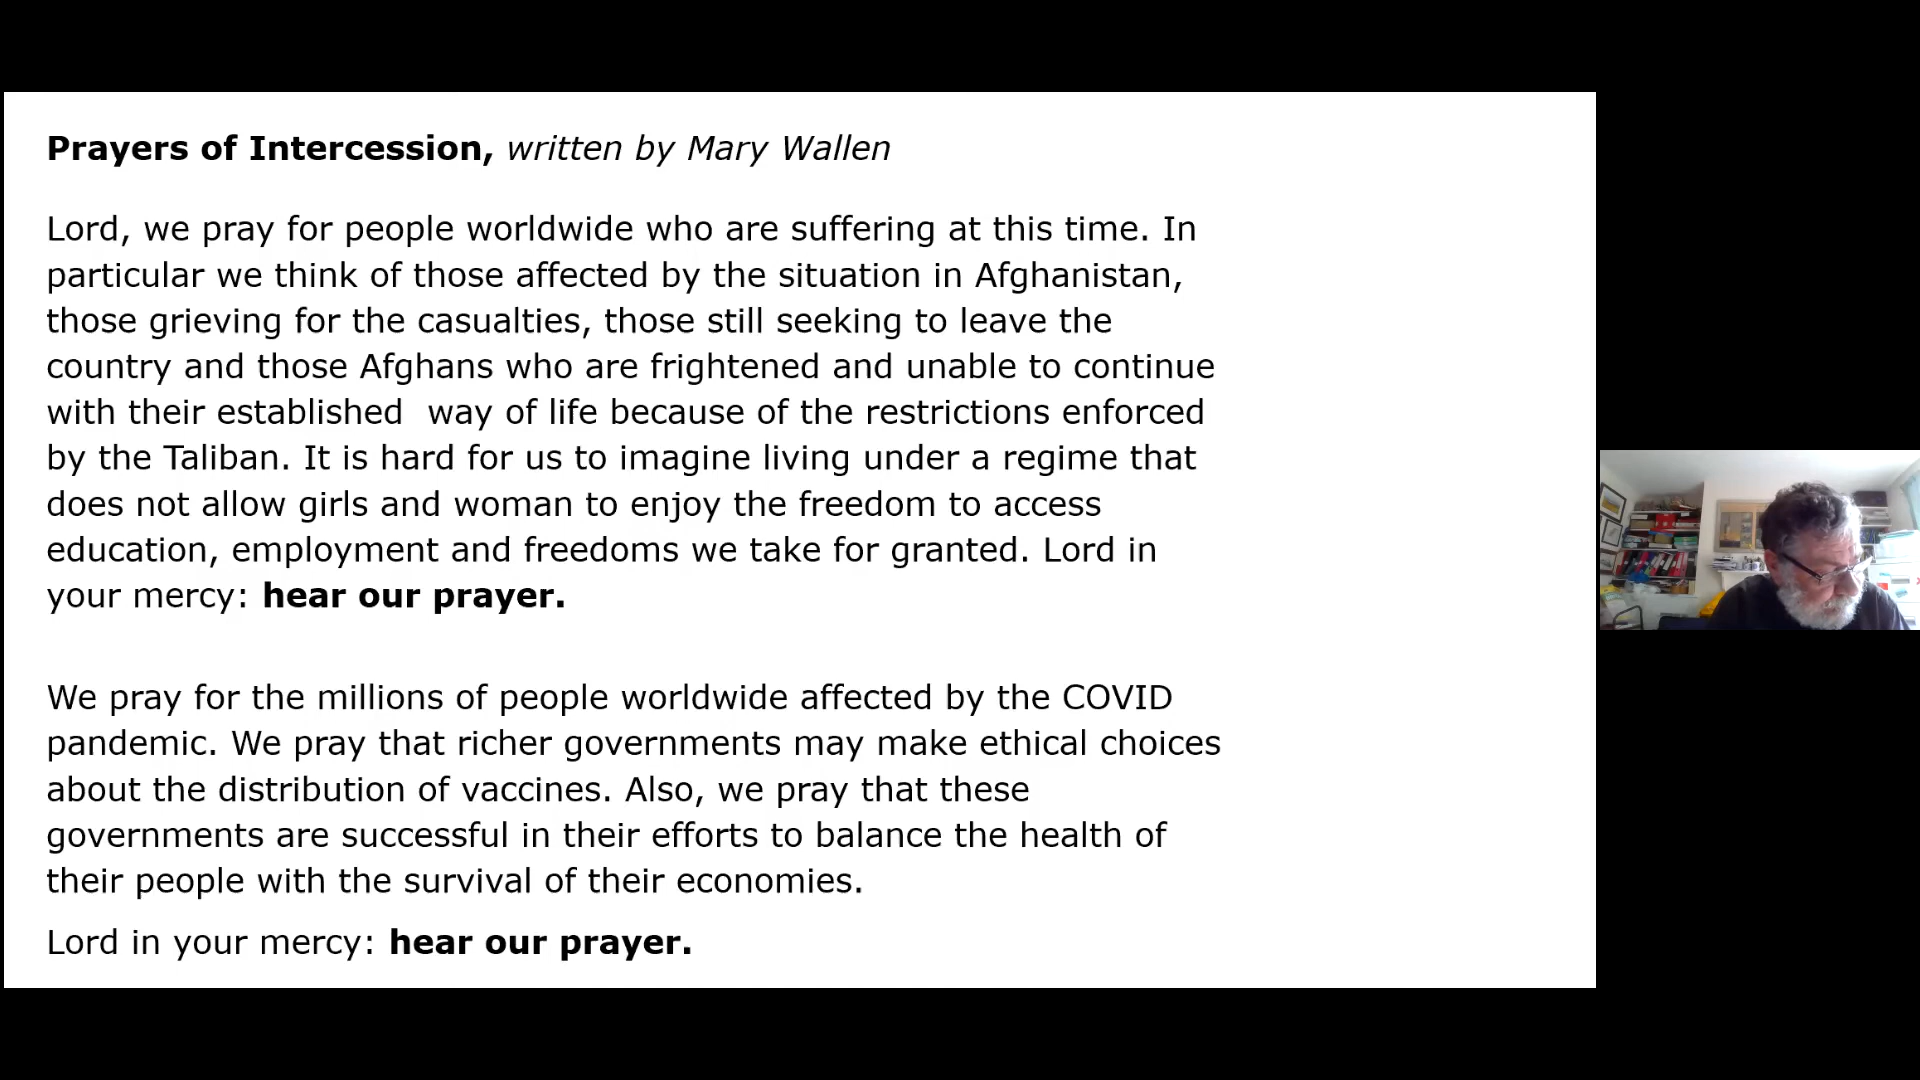 Prayers of Intercession, written by Mary Wallen
Lord, we pray for people worldwide who are suffering at this time. In
particular we think of those affected by the situation in Afghanistan,
those grieving for the casualties, those still seeking to leave the
country and those Afghans who are frightened and unable to continue
with their established  way of life because of the restrictions enforced
by the Taliban. It is hard for us to imagine living under a regime that
does not allow girls and woman to enjoy the freedom to access
education, employment and freedoms we take for granted. Lord in
your mercy: hear our prayer.
We pray for the millions of people worldwide affected by the COVID
pandemic. We pray that richer governments may make ethical choices
about the distribution of vaccines. Also, we pray that these
governments are successful in their efforts to balance the health of
their people with the survival of their economies.
Lord in your mercy: hear our prayer.